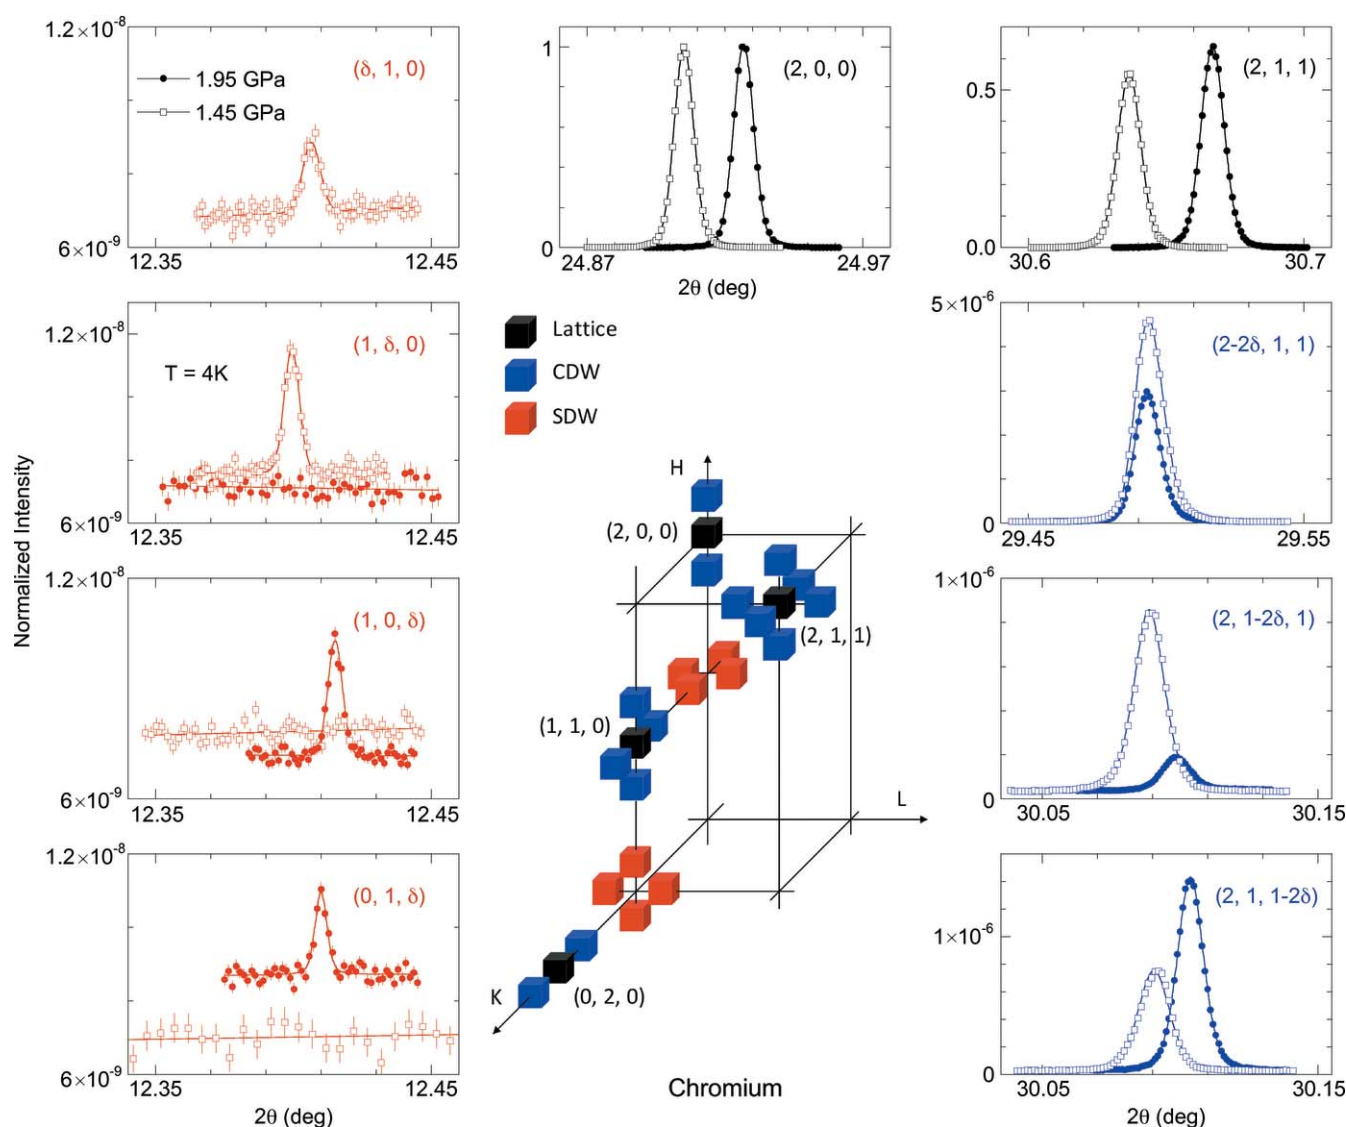 1.2×10⁻⁸
1.95 GPa
1.45 GPa
(δ, 1, 0)
6×10⁻⁹
12.35
12.45
1
(2, 0, 0)
0
24.87
24.97
2θ (deg)
0.5
(2, 1, 1)
0.0
30.6
30.7
1.2×10⁻⁸
(1, δ, 0)
T = 4K
6×10⁻⁹
12.35
12.45
Lattice
CDW
SDW
5×10⁻⁶
(2-2δ, 1, 1)
0
29.45
29.55
Normalized Intensity
1.2×10⁻⁸
(1, 0, δ)
6×10⁻⁹
12.35
12.45
H
(2, 0, 0)
(2, 1, 1)
(1, 1, 0)
L
K
(0, 2, 0)
Chromium
1×10⁻⁶
(2, 1-2δ, 1)
0
30.05
30.15
1.2×10⁻⁸
(0, 1, δ)
6×10⁻⁹
12.35
12.45
2θ (deg)
(2, 1, 1-2δ)
1×10⁻⁶
0
30.05
30.15
2θ (deg)